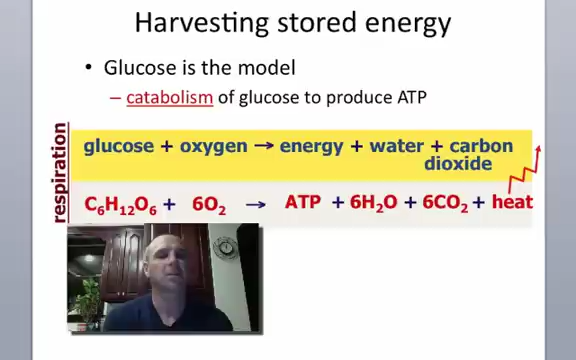 Harvesting stored energy
• Glucose is the model
– catabolism of glucose to produce ATP
respiration
glucose + oxygen → energy + water + carbon
dioxide
C₆H₁₂O₆ + 6O₂ → ATP + 6H₂O + 6CO₂ + heat